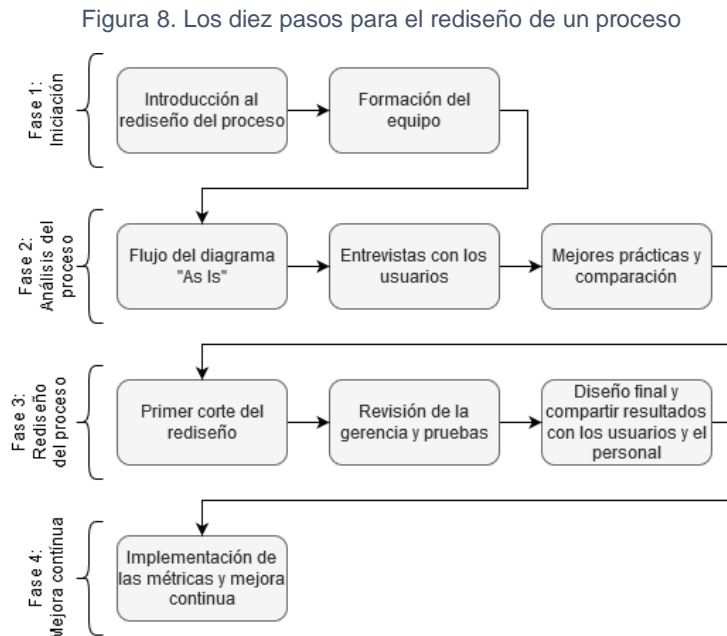 Figura 8. Los diez pasos para el rediseño de un proceso
Fase 1:
Iniciación
Introducción al
rediseño del proceso
Formación del
equipo
Fase 2:
Análisis del
proceso
Flujo del diagrama
"As Is"
Entrevistas con los
usuarios
Mejores prácticas y
comparación
Fase 3:
Rediseño
del proceso
Primer corte del
rediseño
Revisión de la
gerencia y pruebas
Diseño final y
compartir resultados
con los usuarios y el
personal
Fase 4:
Mejora contínua
Implementación de
las métricas y mejora
continua